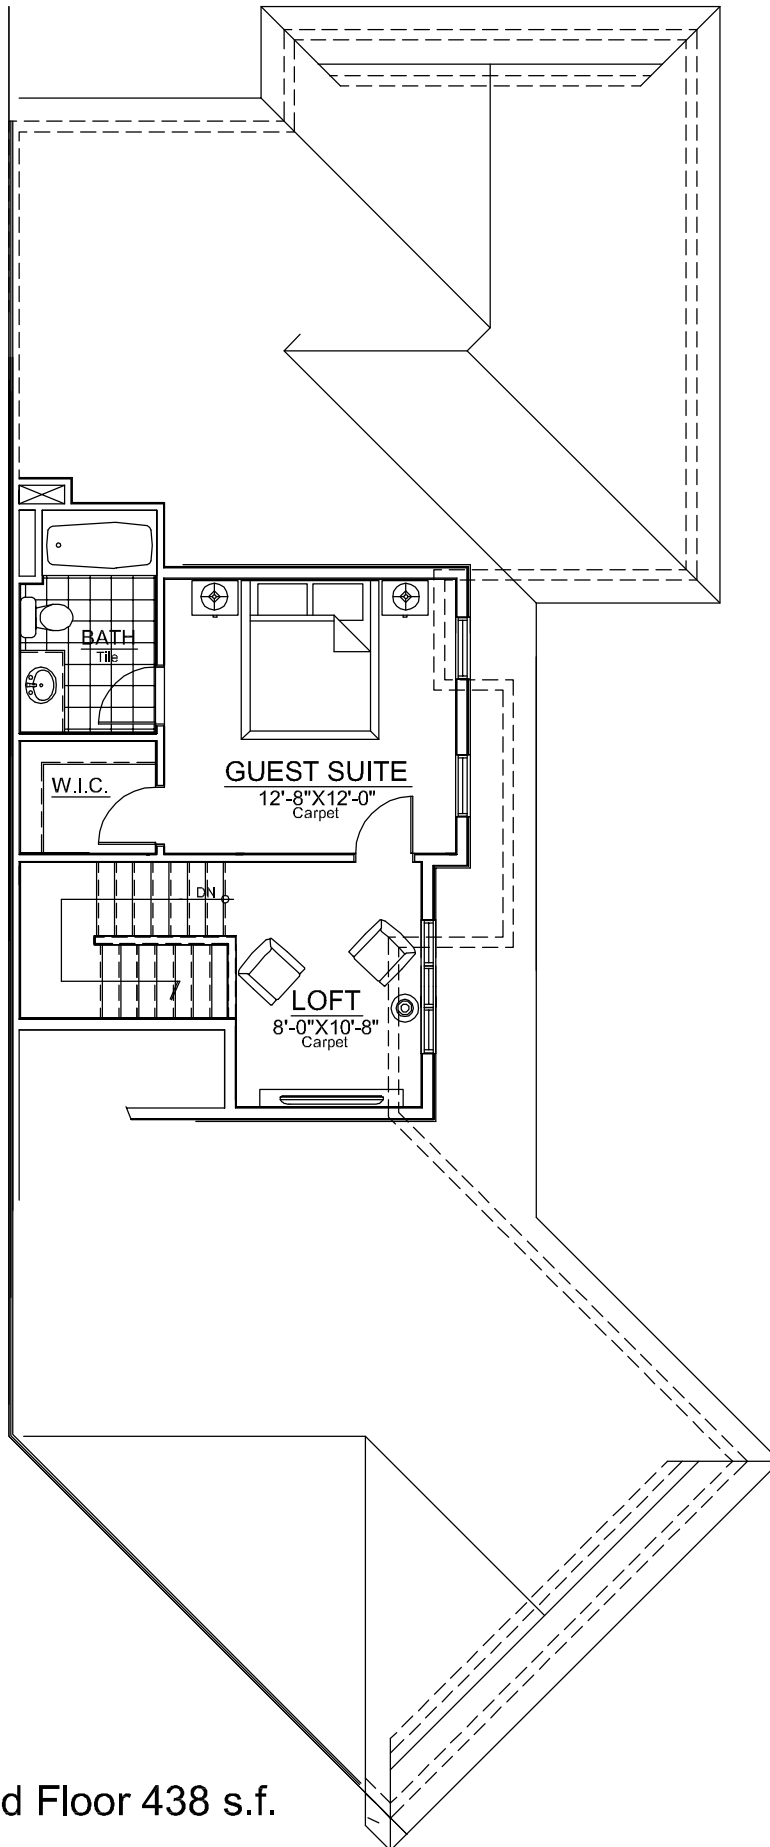 BATH
Tile
GUEST SUITE
12'-8"X12'-0"
Carpet
W.I.C.
DN
LOFT
8'-0"X10'-8"
Carpet
d Floor 438 s.f.